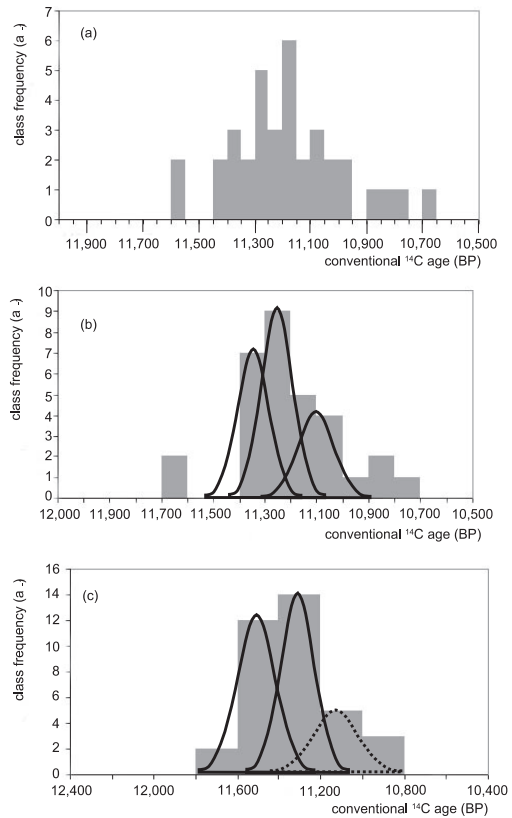 class frequency (a -)
7
6
5
4
3
2
1
0
(a)
11,900 11,700 11,500 11,300 11,100 10,900 10,700 10,500
conventional ¹⁴C age (BP)
class frequency (a -)
10
9
8
7
6
5
4
3
2
1
0
(b)
12,000 11,900 11,700 11,500 11,300 11,100 10,900 10,700 10,500
conventional ¹⁴C age (BP)
class frequency (a -)
16
14
12
10
8
6
4
2
0
(c)
12,400 12,000 11,600 11,200 10,800 10,400
conventional ¹⁴C age (BP)